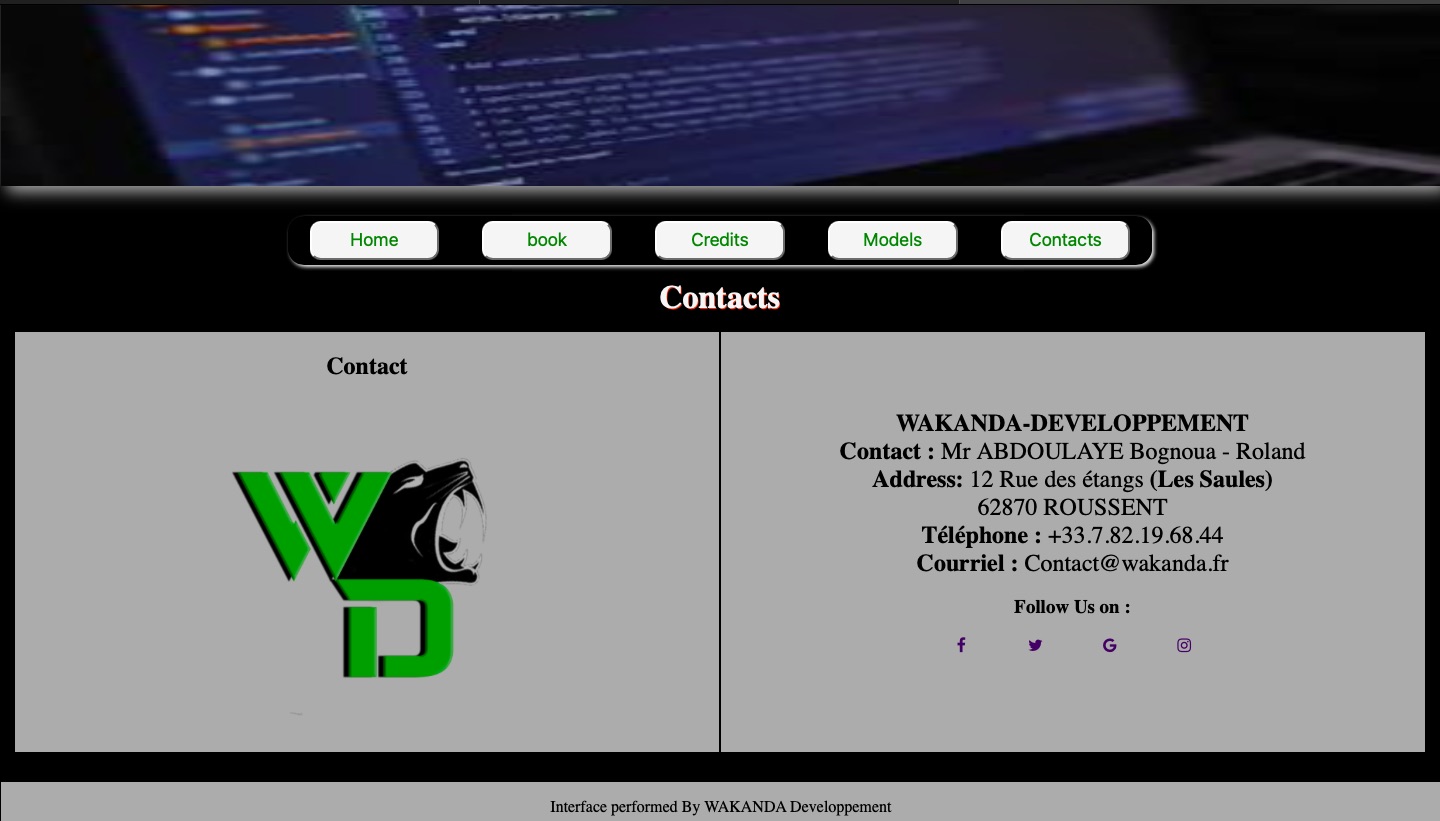 Home
book
Credits
Models
Contacts
Contacts
Contact
WD
WAKANDA-DEVELOPPEMENT
Contact : Mr ABDOULAYE Bognoua - Roland
Address: 12 Rue des étangs (Les Saules)
62870 ROUSSENT
Téléphone : +33.7.82.19.68.44
Courriel : Contact@wakanda.fr
Follow Us on :
Interface performed By WAKANDA Developpement